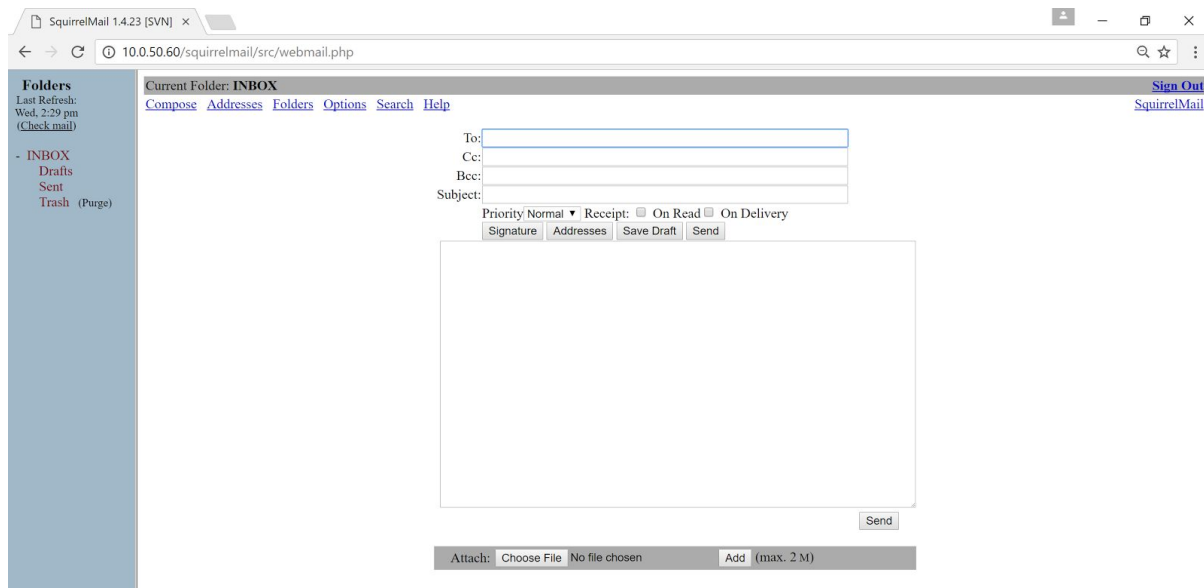 SquirrelMail 1.4.23 [SVN]
10.0.50.60/squirrelmail/src/webmail.php
Folders
Last Refresh:
Wed, 2:29 pm
(Check mail)
- INBOX
Drafts
Sent
Trash (Purge)
Current Folder: INBOX Sign Out
Compose Addresses Folders Options Search Help SquirrelMail
To:
Cc:
Bcc:
Subject:
Priority Normal Receipt: On Read On Delivery
Signature Addresses Save Draft Send
Send
Attach: Choose File No file chosen Add (max. 2 M)